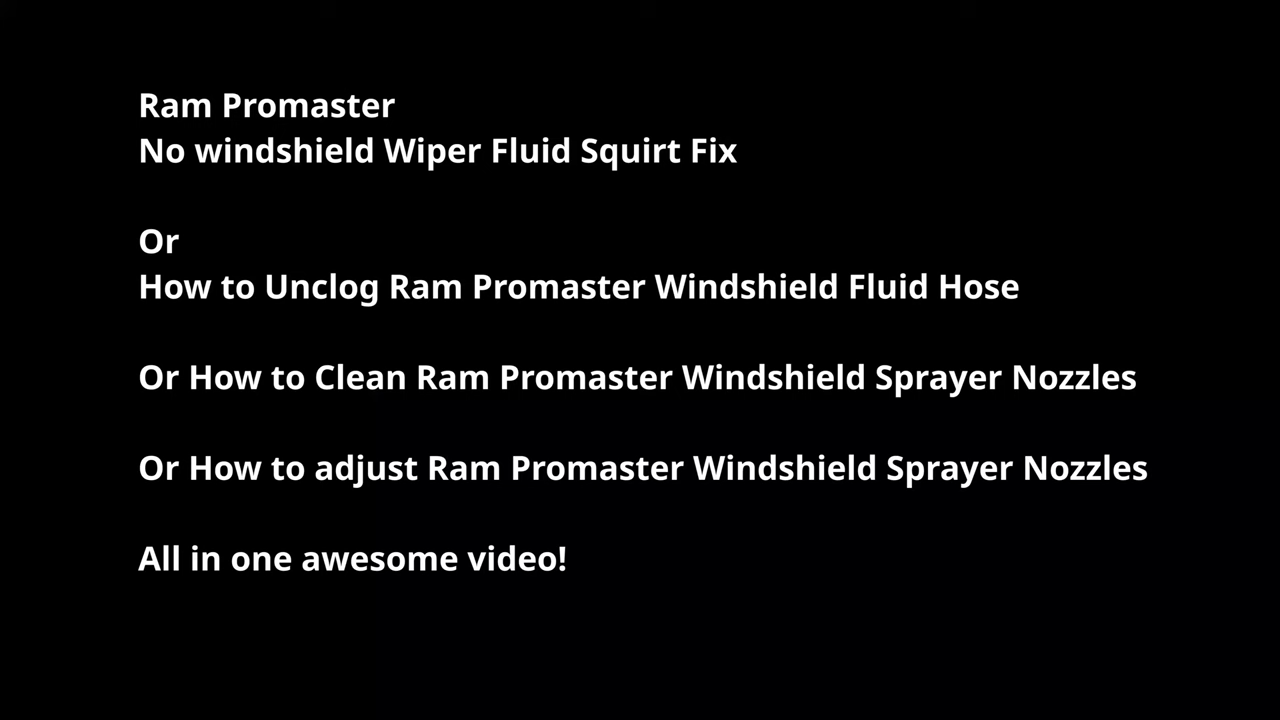 Ram Promaster
No windshield Wiper Fluid Squirt Fix
Or
How to Unclog Ram Promaster Windshield Fluid Hose
Or How to Clean Ram Promaster Windshield Sprayer Nozzles
Or How to adjust Ram Promaster Windshield Sprayer Nozzles
All in one awesome video!